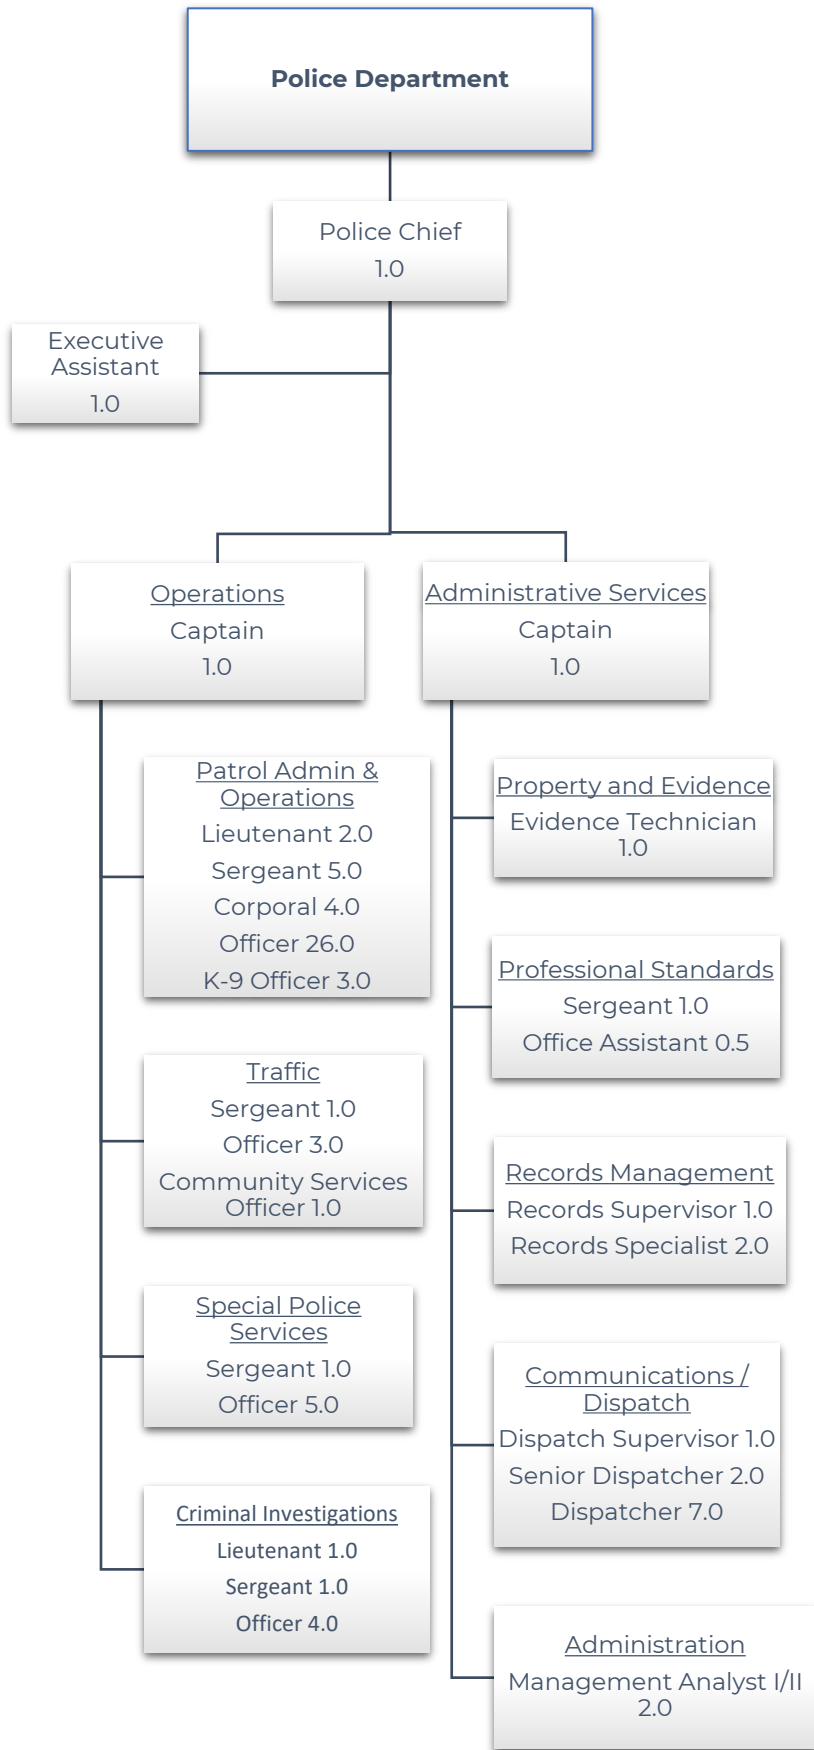 Police Department
Police Chief
1.0
Executive
Assistant
1.0
Operations
Captain
1.0
Administrative Services
Captain
1.0
Patrol Admin &
Operations
Lieutenant 2.0
Sergeant 5.0
Corporal 4.0
Officer 26.0
K-9 Officer 3.0
Traffic
Sergeant 1.0
Officer 3.0
Community Services
Officer 1.0
Special Police
Services
Sergeant 1.0
Officer 5.0
Criminal Investigations
Lieutenant 1.0
Sergeant 1.0
Officer 4.0
Property and Evidence
Evidence Technician
1.0
Professional Standards
Sergeant 1.0
Office Assistant 0.5
Records Management
Records Supervisor 1.0
Records Specialist 2.0
Communications /
Dispatch
Dispatch Supervisor 1.0
Senior Dispatcher 2.0
Dispatcher 7.0
Administration
Management Analyst I/II
2.0